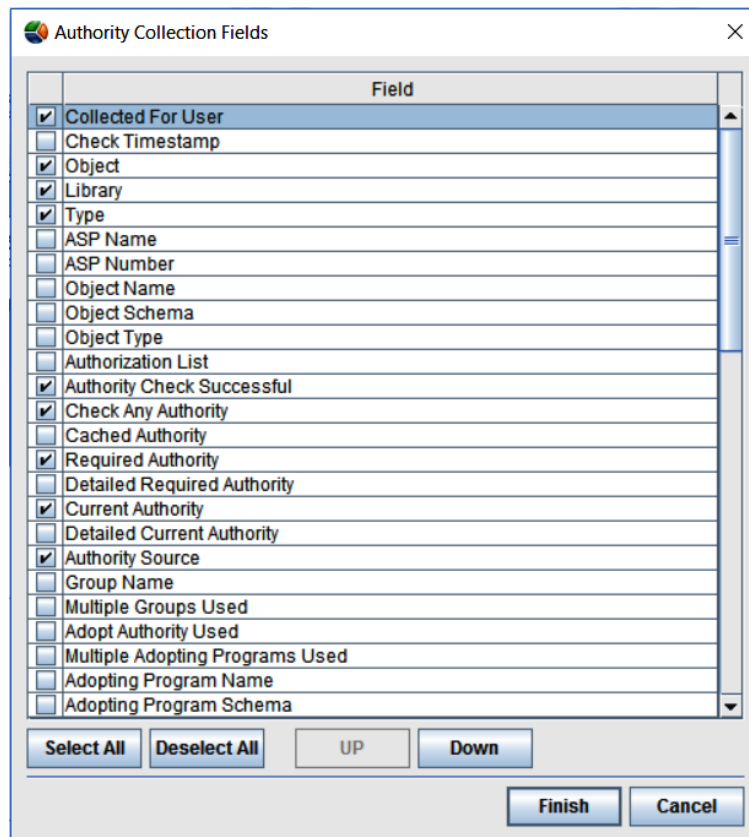 Authority Collection Fields
Field
Collected For User
Check Timestamp
Object
Library
Type
ASP Name
ASP Number
Object Name
Object Schema
Object Type
Authorization List
Authority Check Successful
Check Any Authority
Cached Authority
Required Authority
Detailed Required Authority
Current Authority
Detailed Current Authority
Authority Source
Group Name
Multiple Groups Used
Adopt Authority Used
Multiple Adopting Programs Used
Adopting Program Name
Adopting Program Schema
Select All Deselect All UP Down
Finish Cancel